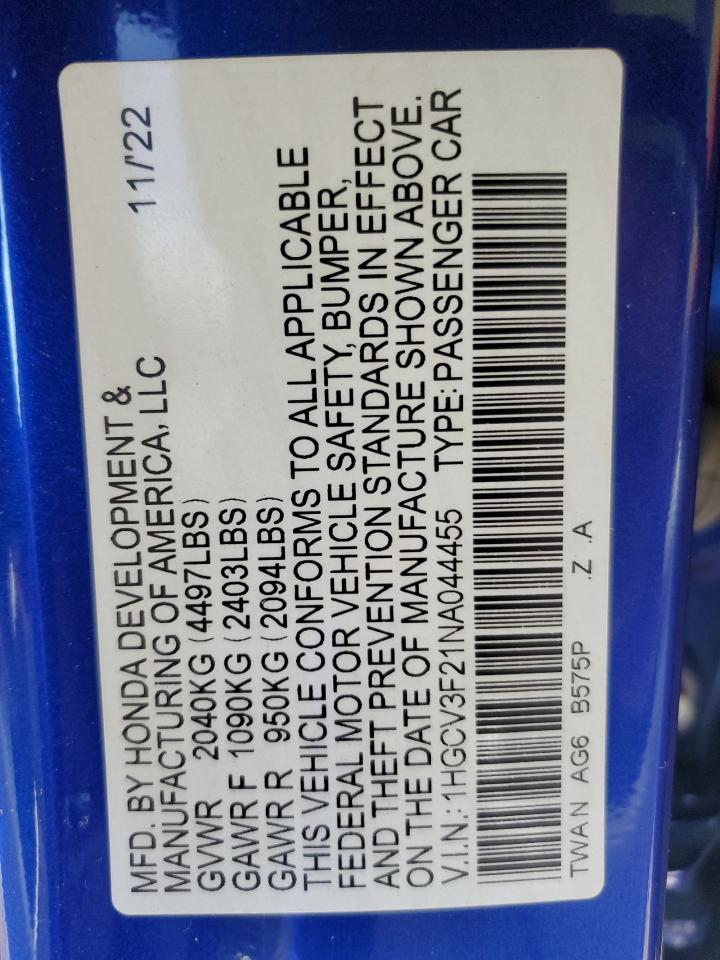 MFD. BY HONDA DEVELOPMENT &
MANUFACTURING OF AMERICA, LLC 11/'22
GVWR 2040KG (4497LBS)
GAWR F 1090KG (2403LBS)
GAWR R 950KG (2094LBS)
THIS VEHICLE CONFORMS TO ALL APPLICABLE
FEDERAL MOTOR VEHICLE SAFETY, BUMPER,
AND THEFT PREVENTION STANDARDS IN EFFECT
ON THE DATE OF MANUFACTURE SHOWN ABOVE.
V.I.N.: 1HGCV3F21NA044455 TYPE: PASSENGER CAR
TWAN AG6 B575P .Z .A